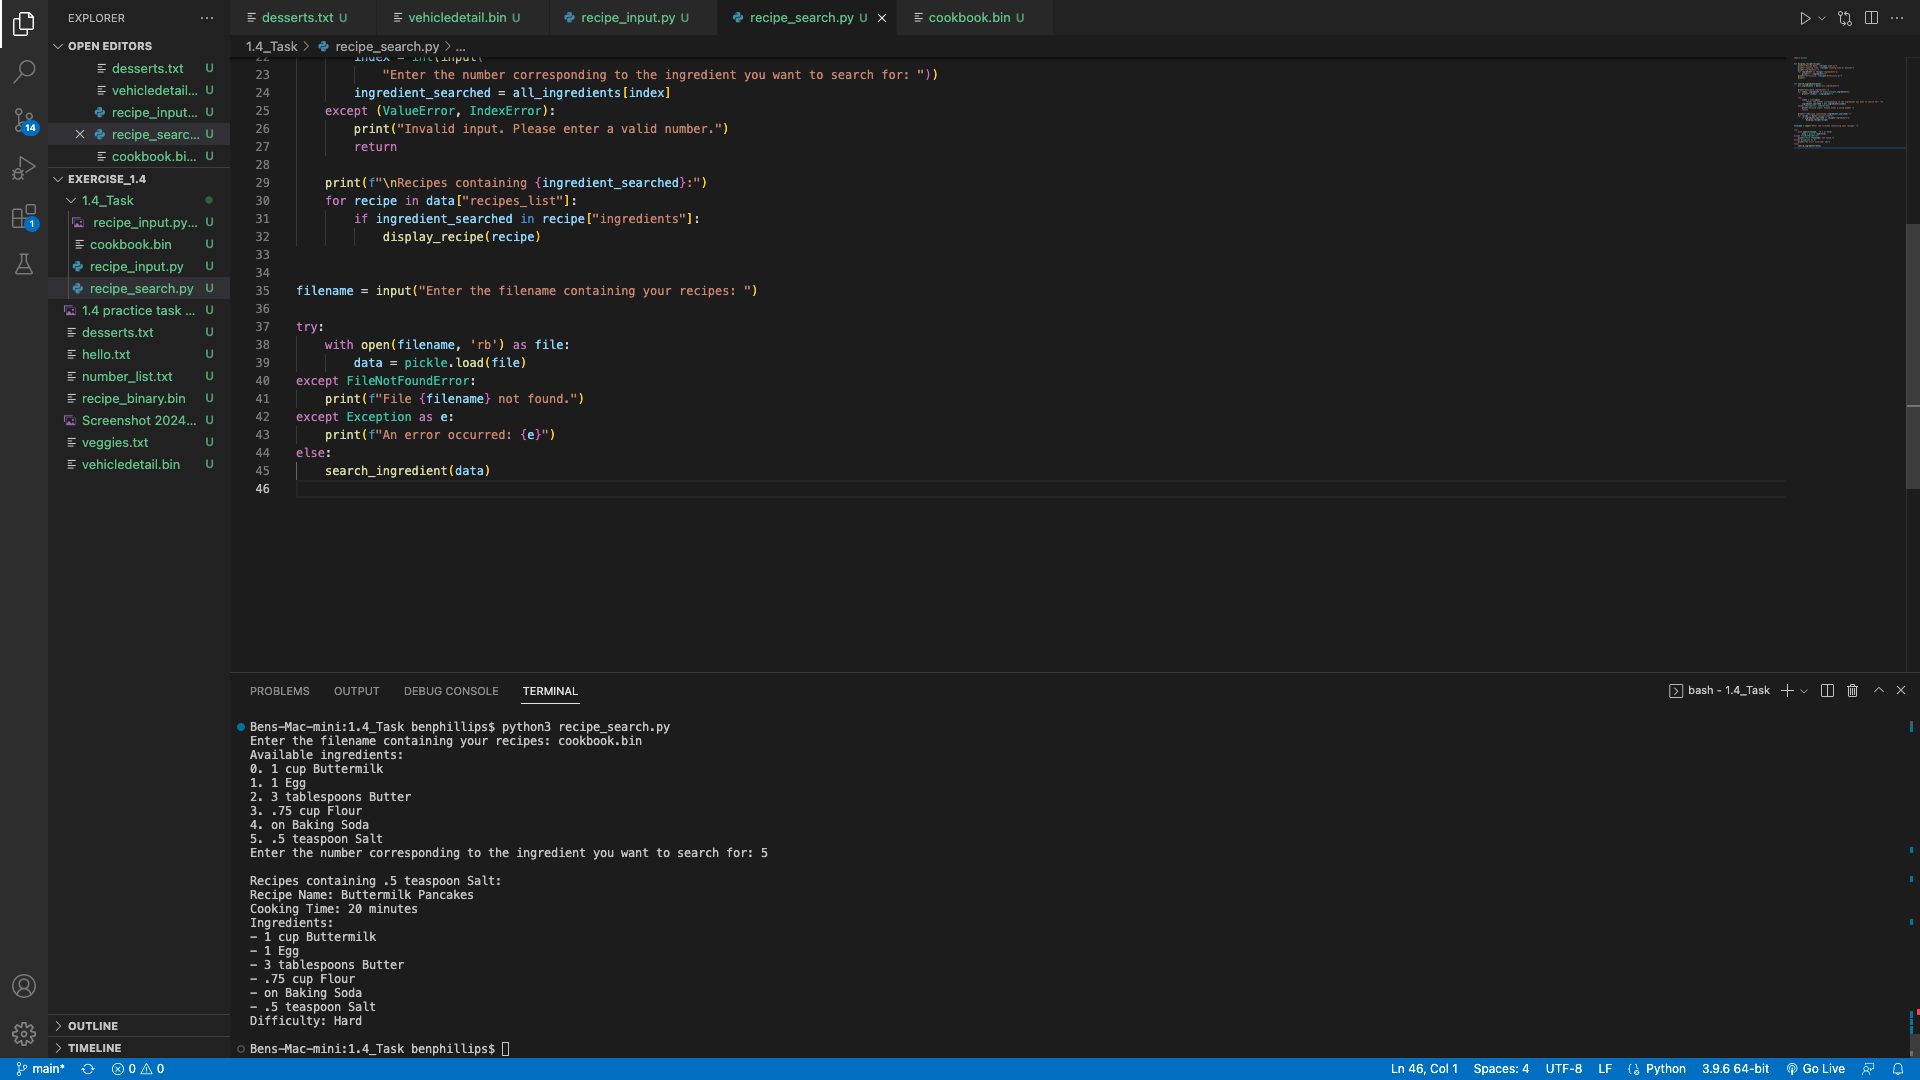 EXPLORER
OPEN EDITORS
desserts.txt U
vehicledetail... U
recipe_input... U
recipe_searc... U
cookbook.bi... U
EXERCISE_1.4
1.4_Task
recipe_input.py... U
cookbook.bin U
recipe_input.py U
recipe_search.py U
1.4 practice task ... U
desserts.txt U
hello.txt U
number_list.txt U
recipe_binary.bin U
Screenshot 2024... U
veggies.txt U
vehicledetail.bin U
OUTLINE
TIMELINE
14
1
desserts.txt U vehicledetail.bin U recipe_input.py U recipe_search.py U cookbook.bin U
1.4_Task > recipe_search.py > ...
22 index = int(input(
23 "Enter the number corresponding to the ingredient you want to search for: "))
24 ingredient_searched = all_ingredients[index]
25 except (ValueError, IndexError):
26 print("Invalid input. Please enter a valid number.")
27 return
28
29 print(f"\nRecipes containing {ingredient_searched}:")
30 for recipe in data["recipes_list"]:
31 if ingredient_searched in recipe["ingredients"]:
32 display_recipe(recipe)
33
34
35 filename = input("Enter the filename containing your recipes: ")
36
37 try:
38 with open(filename, 'rb') as file:
39 data = pickle.load(file)
40 except FileNotFoundError:
41 print(f"File {filename} not found.")
42 except Exception as e:
43 print(f"An error occurred: {e}")
44 else:
45 search_ingredient(data)
46
PROBLEMS OUTPUT DEBUG CONSOLE TERMINAL
bash - 1.4_Task
Bens-Mac-mini:1.4_Task benphillips$ python3 recipe_search.py
Enter the filename containing your recipes: cookbook.bin
Available ingredients:
0. 1 cup Buttermilk
1. 1 Egg
2. 3 tablespoons Butter
3. .75 cup Flour
4. on Baking Soda
5. .5 teaspoon Salt
Enter the number corresponding to the ingredient you want to search for: 5
Recipes containing .5 teaspoon Salt:
Recipe Name: Buttermilk Pancakes
Cooking Time: 20 minutes
Ingredients:
- 1 cup Buttermilk
- 1 Egg
- 3 tablespoons Butter
- .75 cup Flour
- on Baking Soda
- .5 teaspoon Salt
Difficulty: Hard
Bens-Mac-mini:1.4_Task benphillips$
main* 0 0 Ln 46, Col 1 Spaces: 4 UTF-8 LF Python 3.9.6 64-bit Go Live